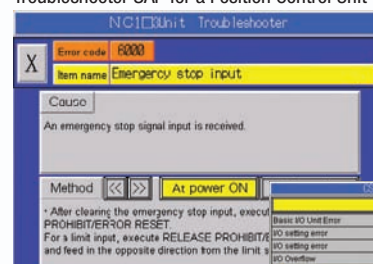 Troubleshooter SAP for a Position Control Unit
NC1□3Unit Troubleshooter
X
Error code 6000
Item name Emergency stop input
Cause
An emergency stop signal input is received.
Method << >> At power ON
• After clearing the emergency stop input, execut
PROHIBIT/ERROR RESET.
For a limit input, execute RELEASE PROHIBIT/E
and feed in the opposite direction from the limit s
Basic I/O Unit Error
I/O setting error
I/O setting error
I/O Overflow